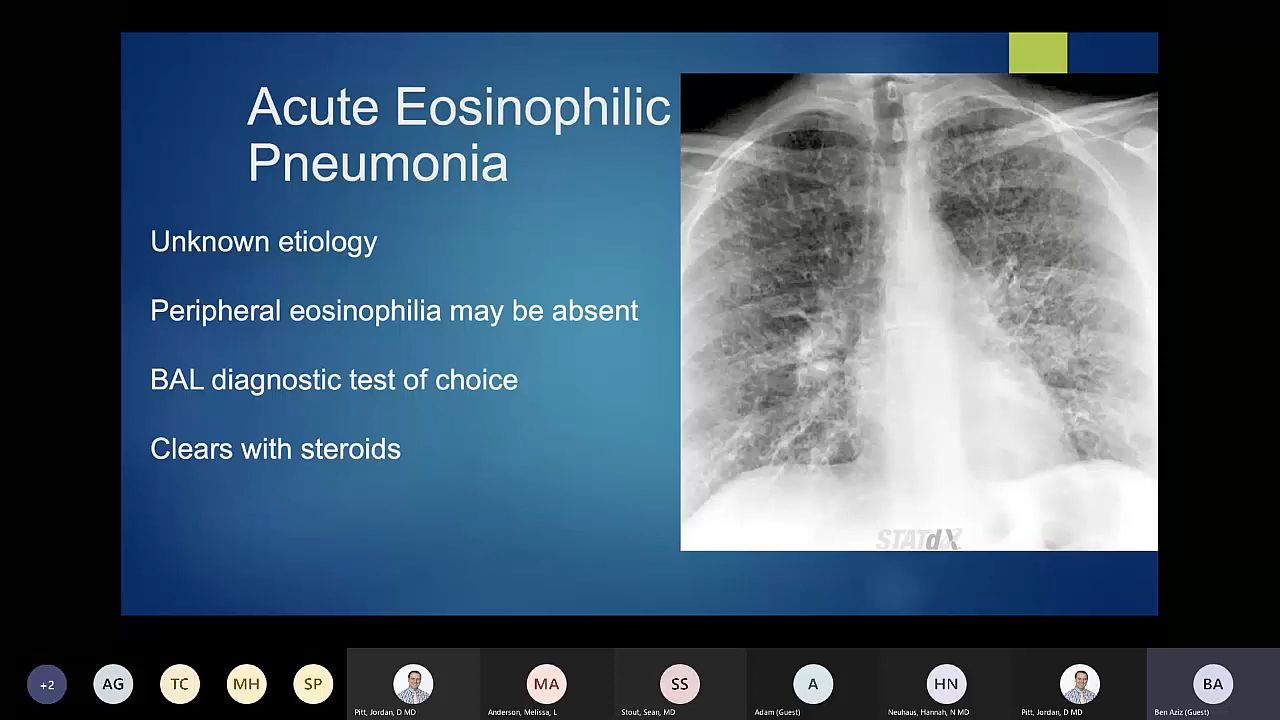 Acute Eosinophilic
Pneumonia
Unknown etiology
Peripheral eosinophilia may be absent
BAL diagnostic test of choice
Clears with steroids
STATdX
+2
AG
TC
MH
SP
MA
SS
A
HN
BA
Pitt, Jordan, D MD
Anderson, Melissa, L
Stout, Sean, MD
Adam (Guest)
Neuhaus, Hannah, N MD
Pitt, Jordan, D MD
Ben Aziz (Guest)